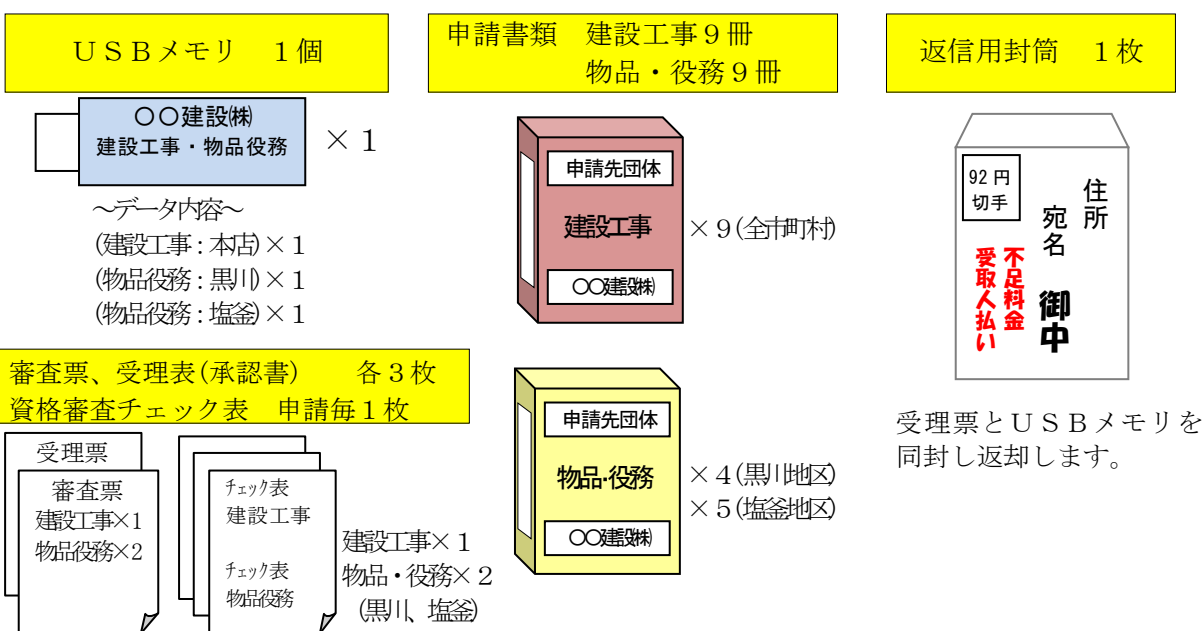 ＵＳＢメモリ　１個
〇〇建設㈱
建設工事・物品役務
×１
～データ内容～
(建設工事：本店)×１
(物品役務：黒川)×１
(物品役務：塩釜)×１
申請書類　建設工事９冊
物品・役務９冊
申請先団体
建設工事
〇〇建設㈱
×９(全市町村)
申請先団体
物品・役務
〇〇建設㈱
×４(黒川地区)
×５(塩釜地区)
返信用封筒　１枚
92円
切手
住所
宛名　御中
不足料金
受取人払い
受理票とＵＳＢメモリを
同封し返却します。
審査票、受理表(承認書)　　各３枚
資格審査チェック表　申請毎１枚
受理票
審査票
建設工事×1
物品役務×2
ﾁｪｯｸ表
建設工事
ﾁｪｯｸ表
物品役務
建設工事×１
物品・役務×２
(黒川、塩釜)